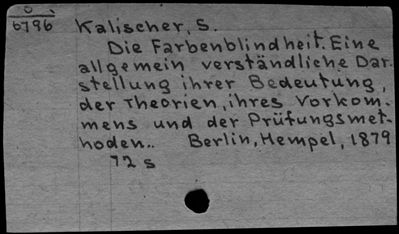 O
6796
Kalischer, S.
Die Farbenblindheit. Eine
allgemein verständliche Dar-
stellung ihrer Bedeutung,
der Theorien, ihres Vorkom-
mens und der Prüfungsmet-
hoden.. Berlin, Hempel, 1879
72 s